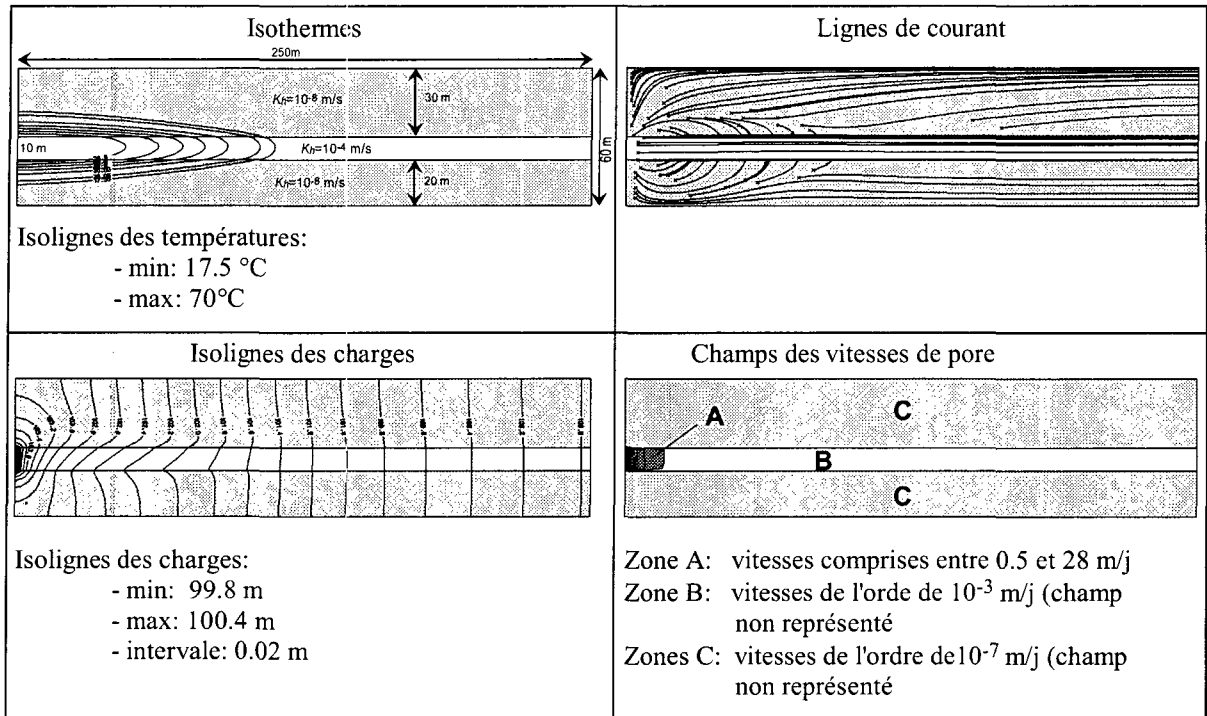 Isothermes
250m
Kh=10-8 m/s
30 m
10 m
Kh=10-4 m/s
60 m
Kh=10-8 m/s
20 m
Isolignes des températures:
- min: 17.5 °C
- max: 70°C
Lignes de courant
Isolignes des charges
Isolignes des charges:
- min: 99.8 m
- max: 100.4 m
- intervale: 0.02 m
Champs des vitesses de pore
A
C
B
C
Zone A: vitesses comprises entre 0.5 et 28 m/j
Zone B: vitesses de l'orde de 10-3 m/j (champ
non représenté
Zones C: vitesses de l'ordre de10-7 m/j (champ
non représenté